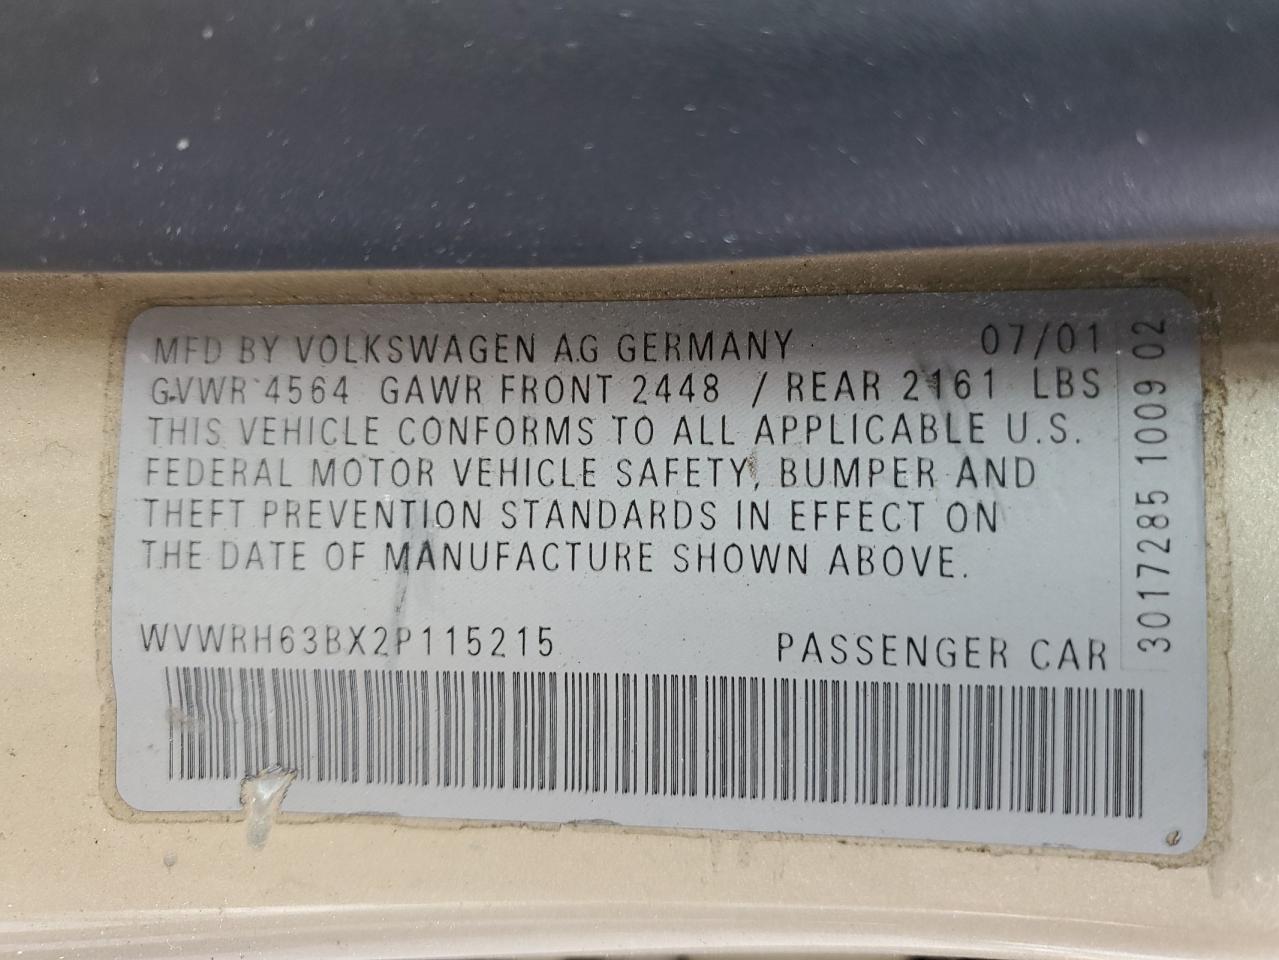 MFD BY VOLKSWAGEN A.G GERMANY 07/01
GVWR 4564 GAWR FRONT 2448 / REAR 2161 LBS
THIS VEHICLE CONFORMS TO ALL APPLICABLE U.S.
FEDERAL MOTOR VEHICLE SAFETY, BUMPER AND
THEFT PREVENTION STANDARDS IN EFFECT ON
THE DATE OF MANUFACTURE SHOWN ABOVE.
WVWRH63BX2P115215 PASSENGER CAR
30172285 1009 02